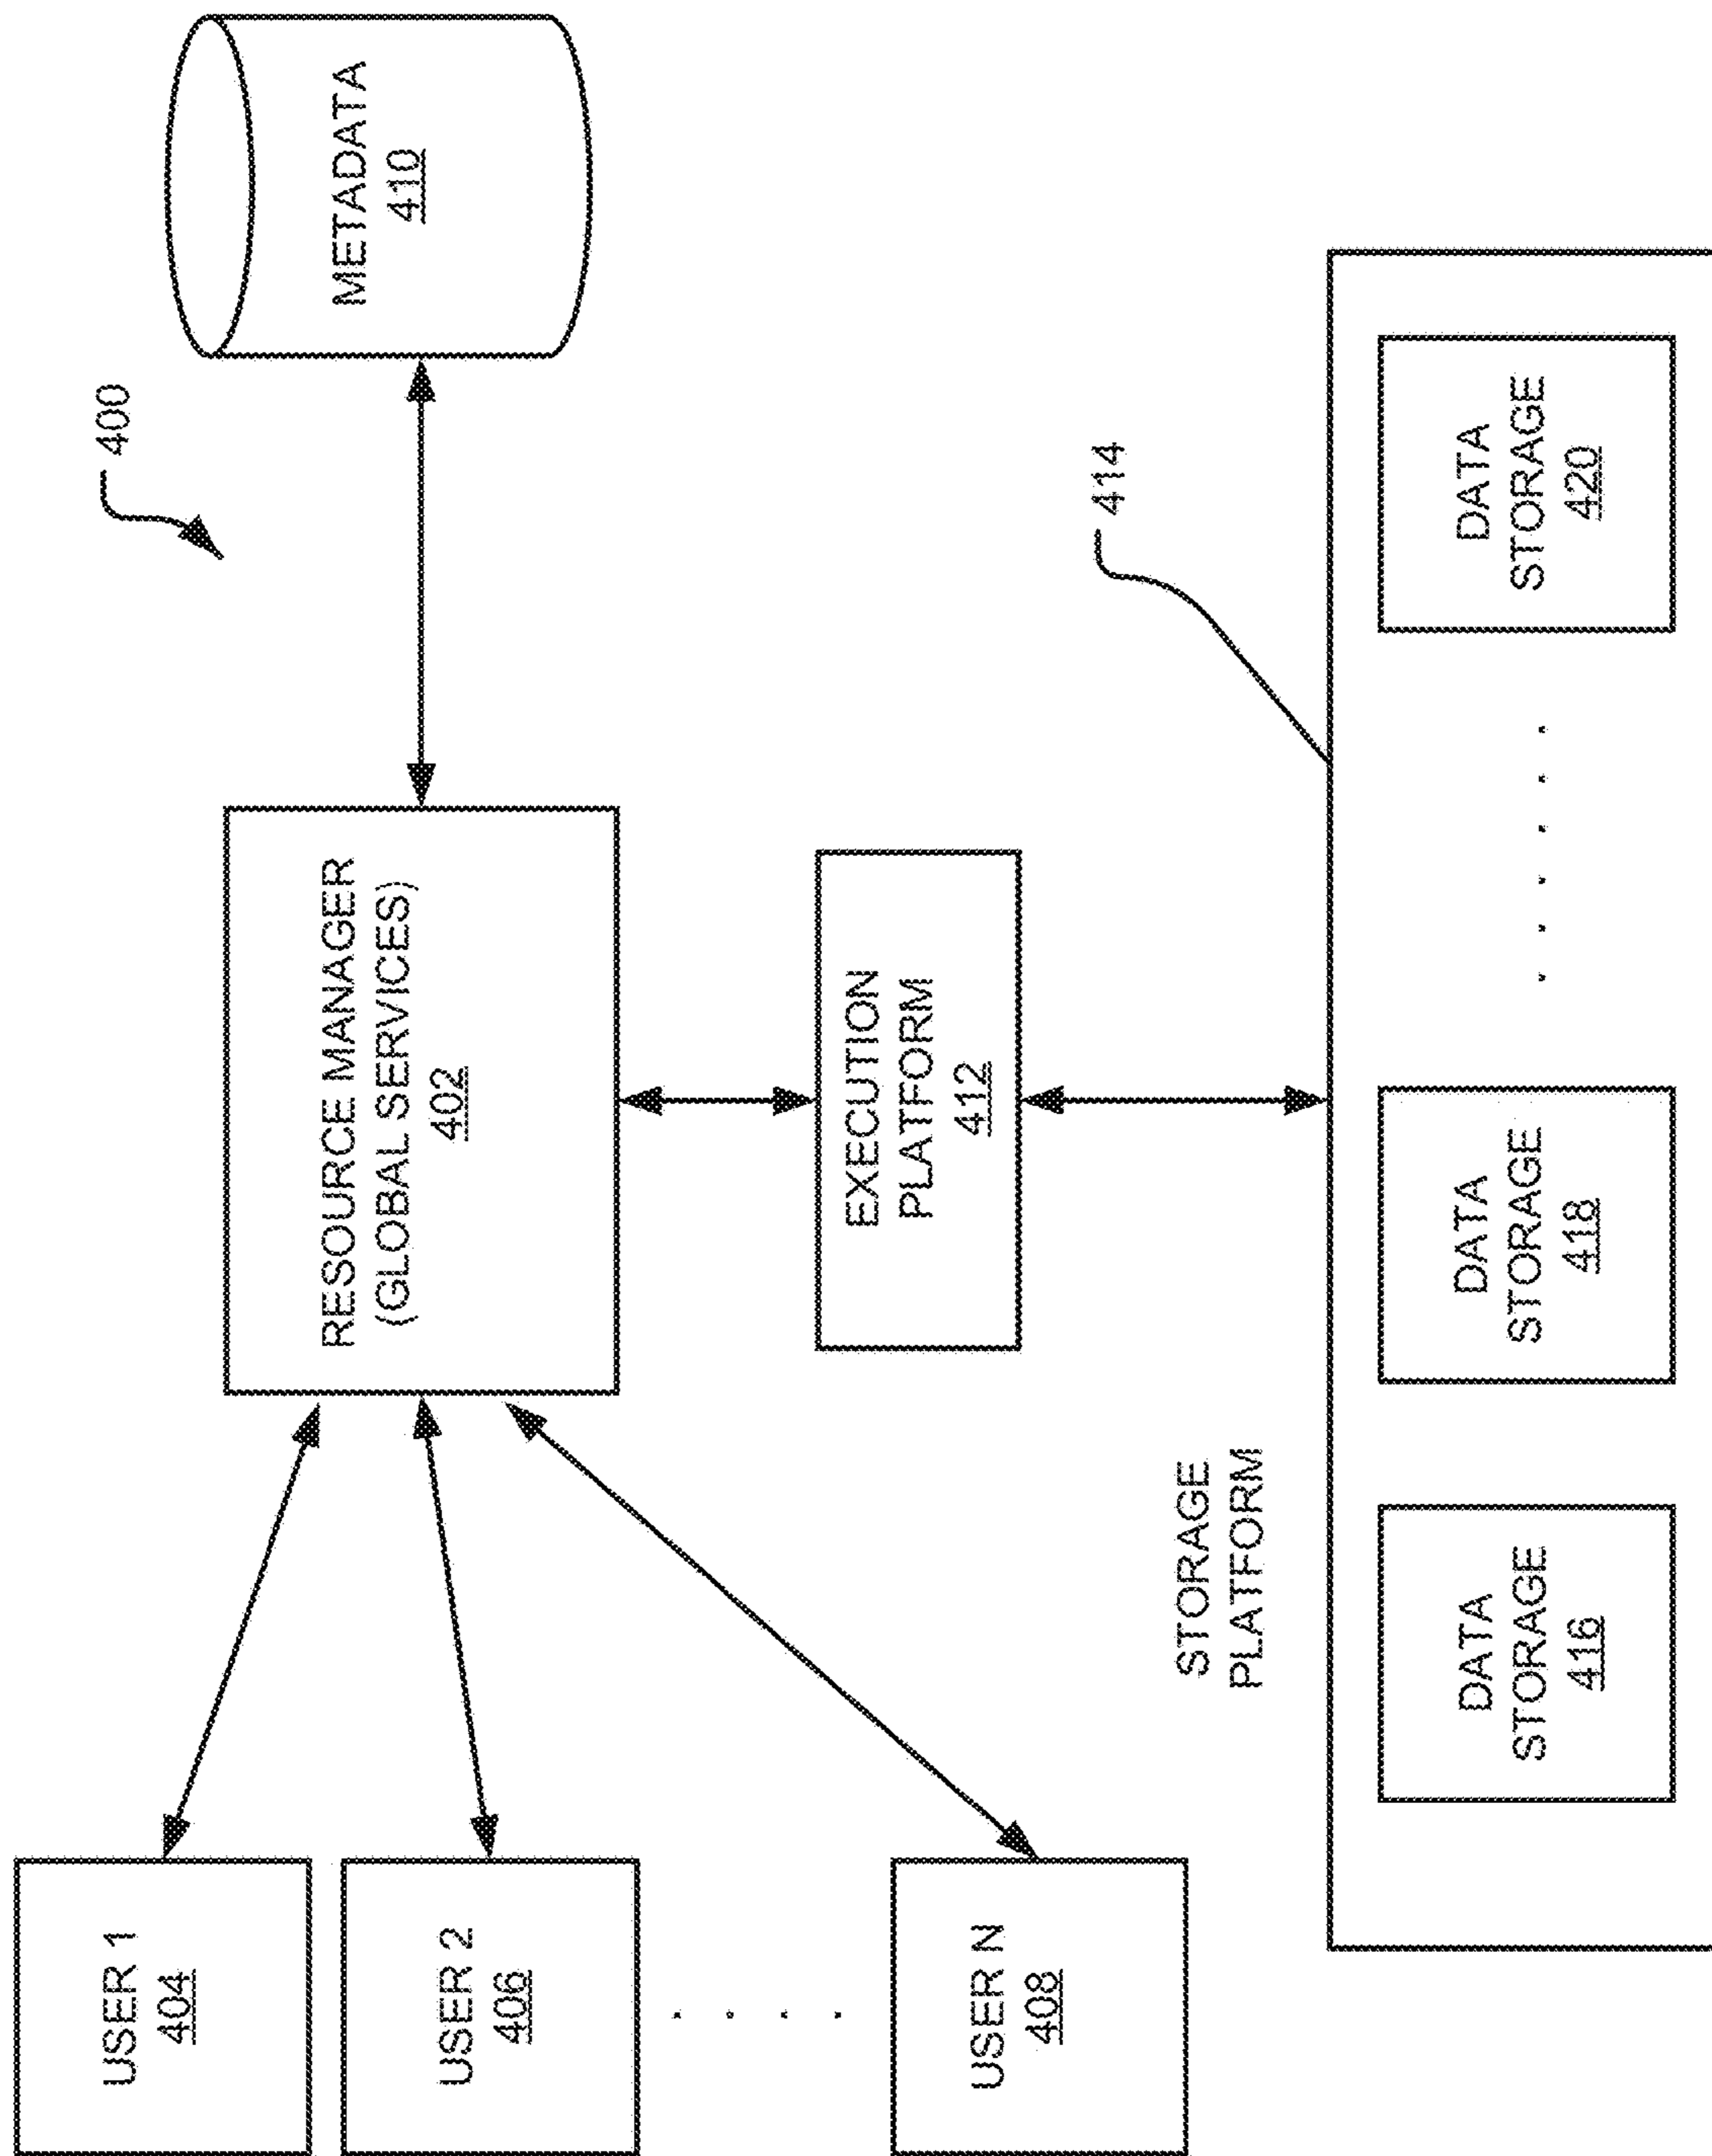 400
USER 1
404
USER 2
406
USER N
408
RESOURCE MANAGER
(GLOBAL SERVICES)
402
METADATA
410
EXECUTION
PLATFORM
412
414
STORAGE
PLATFORM
DATA
STORAGE
416
DATA
STORAGE
418
DATA
STORAGE
420